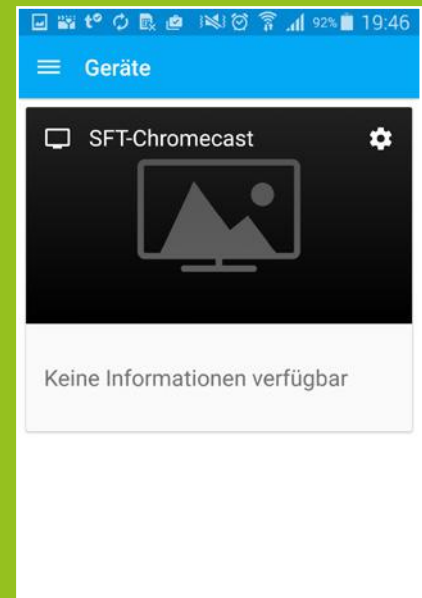 92% 19:46
Geräte
SFT-Chromecast
Keine Informationen verfügbar